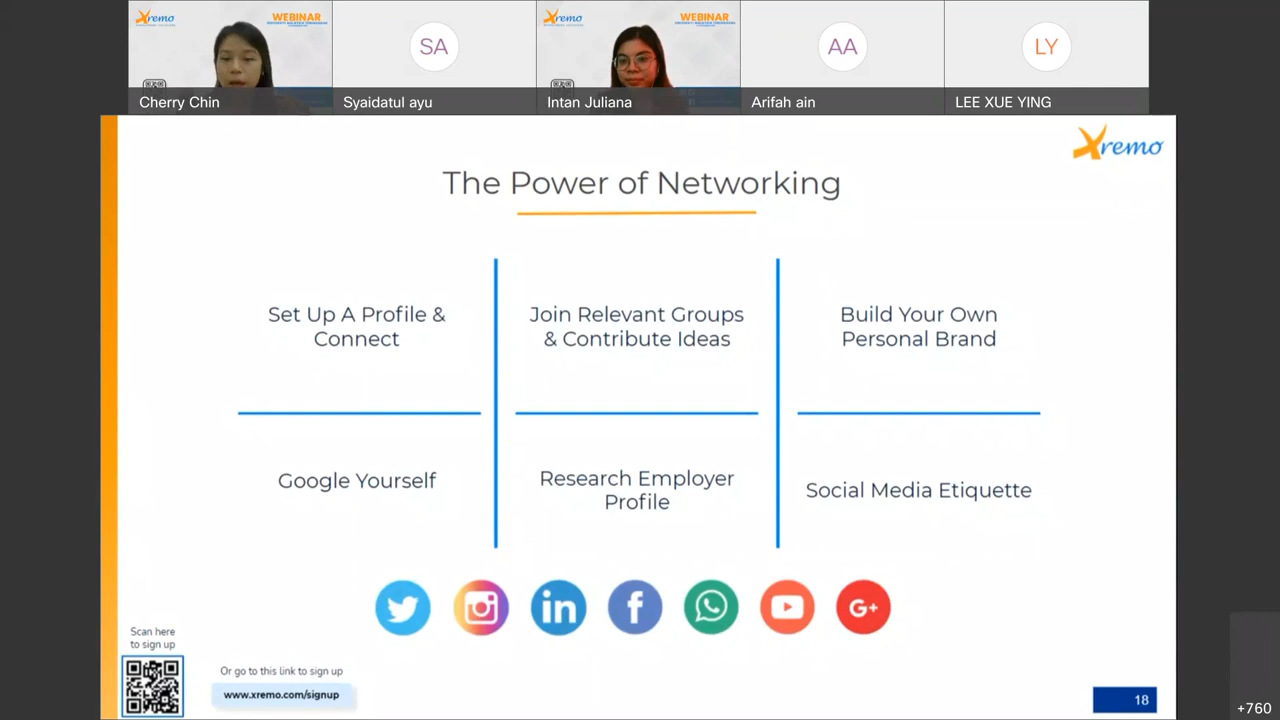 Xremo
WEBINAR
SA
Xremo
WEBINAR
AA
LY
Cherry Chin
Syaidatul ayu
Intan Juliana
Arifah ain
LEE XUE YING
Xremo
The Power of Networking
Set Up A Profile &
Connect
Join Relevant Groups
& Contribute Ideas
Build Your Own
Personal Brand
Google Yourself
Research Employer
Profile
Social Media Etiquette
in
f
G+
Scan here
to sign up
Or go to this link to sign up
www.xremo.com/signup
18
+760